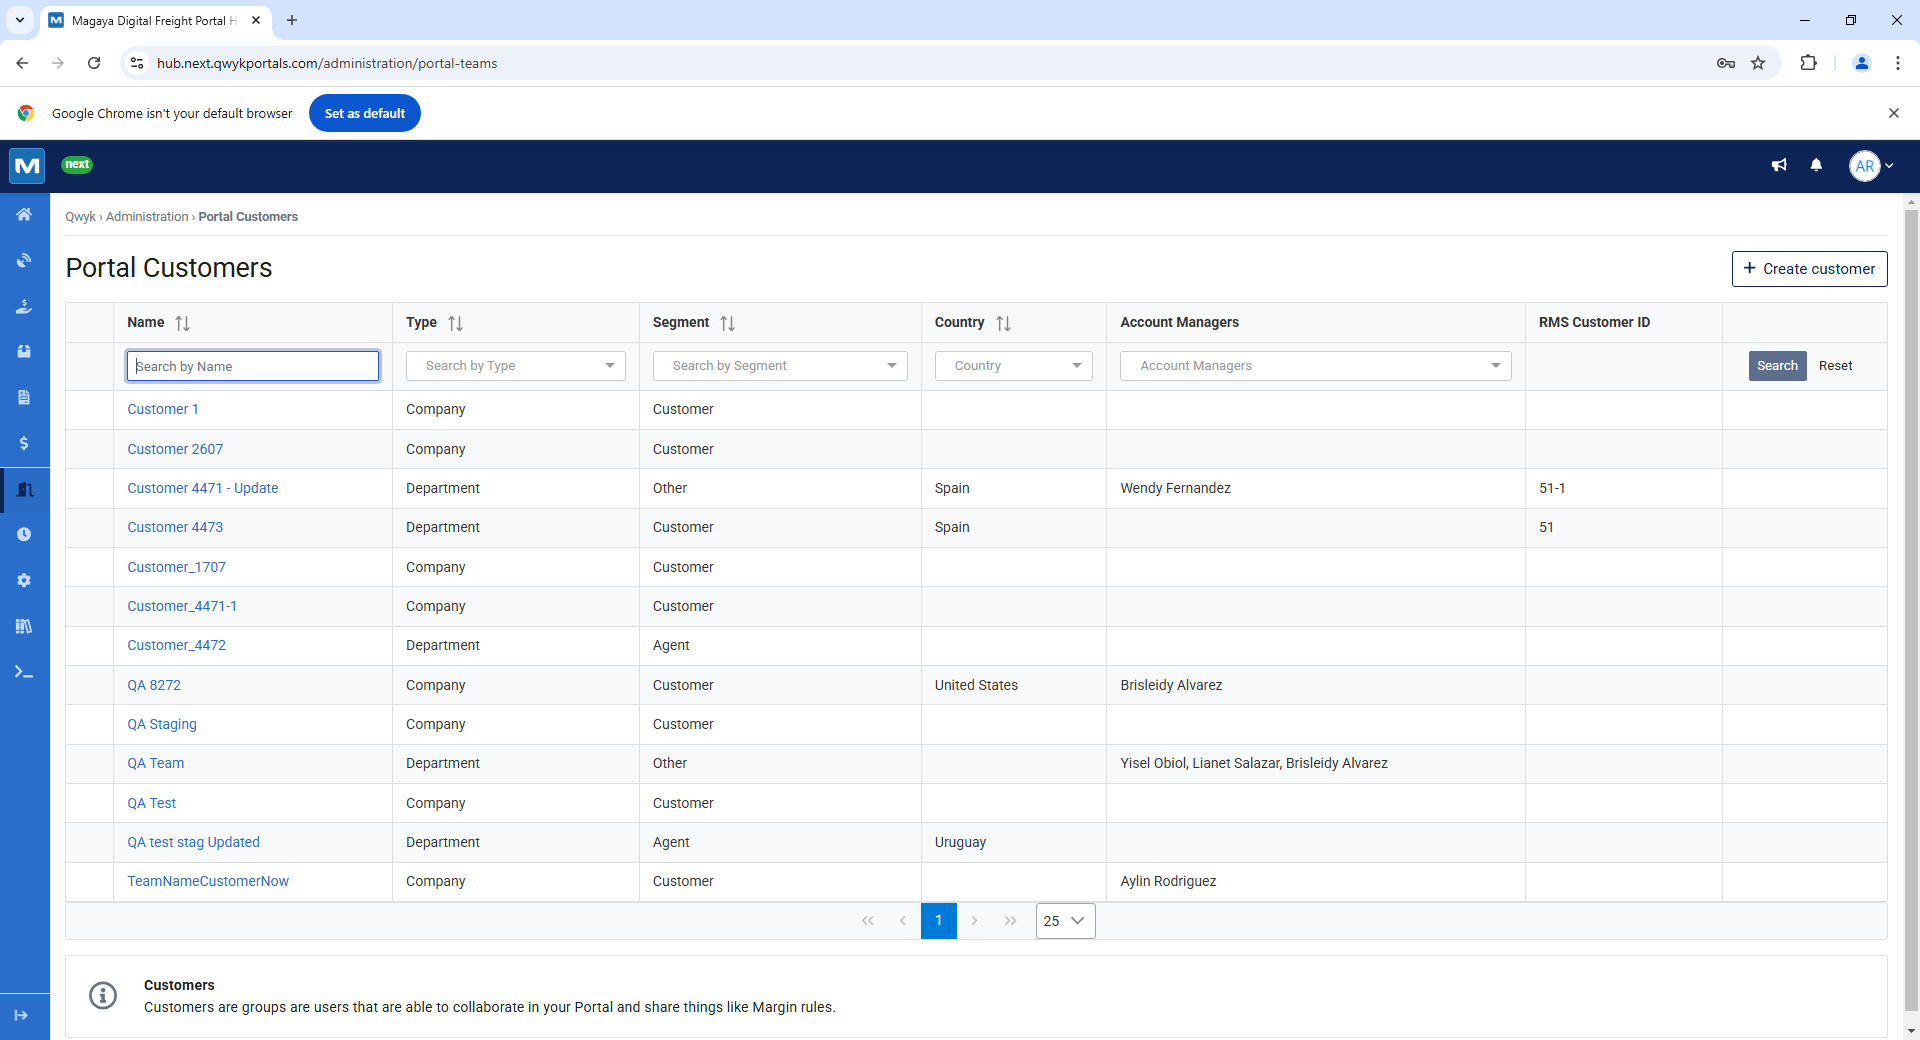 Magaya Digital Freight Portal H
hub.next.qwykportals.com/administration/portal-teams
Google Chrome isn't your default browser Set as default
M next AR
Qwyk › Administration › Portal Customers
Portal Customers
+ Create customer
Name Type Segment Country Account Managers RMS Customer ID
Search by Name Search by Type Search by Segment Country Account Managers Search Reset
Customer 1 Company Customer
Customer 2607 Company Customer
Customer 4471 - Update Department Other Spain Wendy Fernandez 51-1
Customer 4473 Department Customer Spain 51
Customer_1707 Company Customer
Customer_4471-1 Company Customer
Customer_4472 Department Agent
QA 8272 Company Customer United States Brisleidy Alvarez
QA Staging Company Customer
QA Team Department Other Yisel Obiol, Lianet Salazar, Brisleidy Alvarez
QA Test Company Customer
QA test stag Updated Department Agent Uruguay
TeamNameCustomerNow Company Customer Aylin Rodriguez
1 25
Customers
Customers are groups are users that are able to collaborate in your Portal and share things like Margin rules.